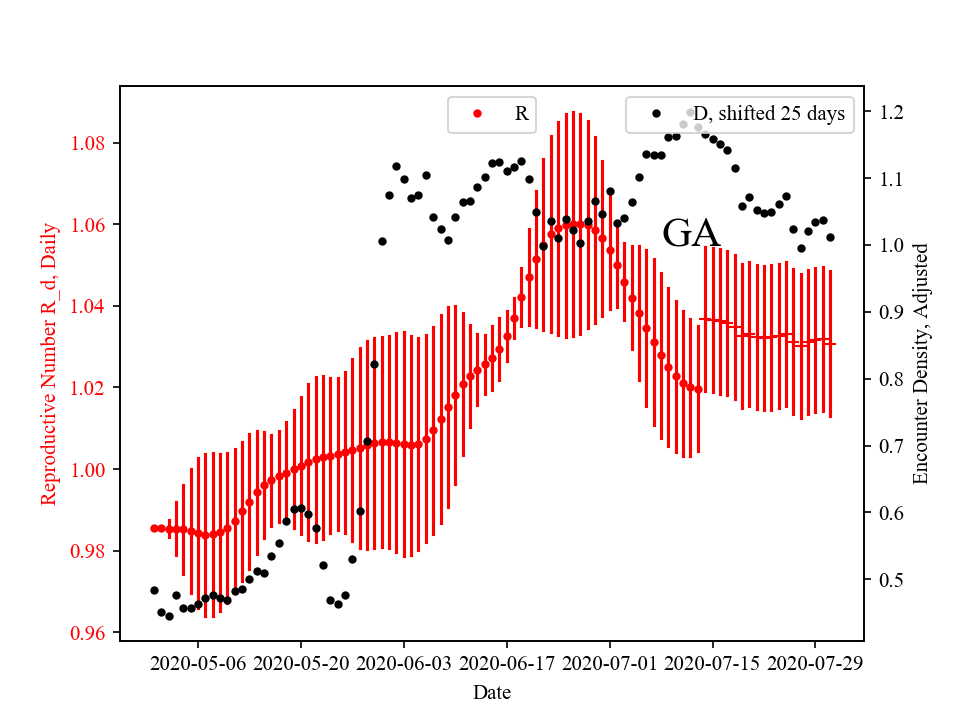 R
D, shifted 25 days
GA
Reproductive Number R_d, Daily
1.08
1.06
1.04
1.02
1.00
0.98
0.96
Encounter Density, Adjusted
1.2
1.1
1.0
0.9
0.8
0.7
0.6
0.5
2020-05-06 2020-05-20 2020-06-03 2020-06-17 2020-07-01 2020-07-15 2020-07-29
Date